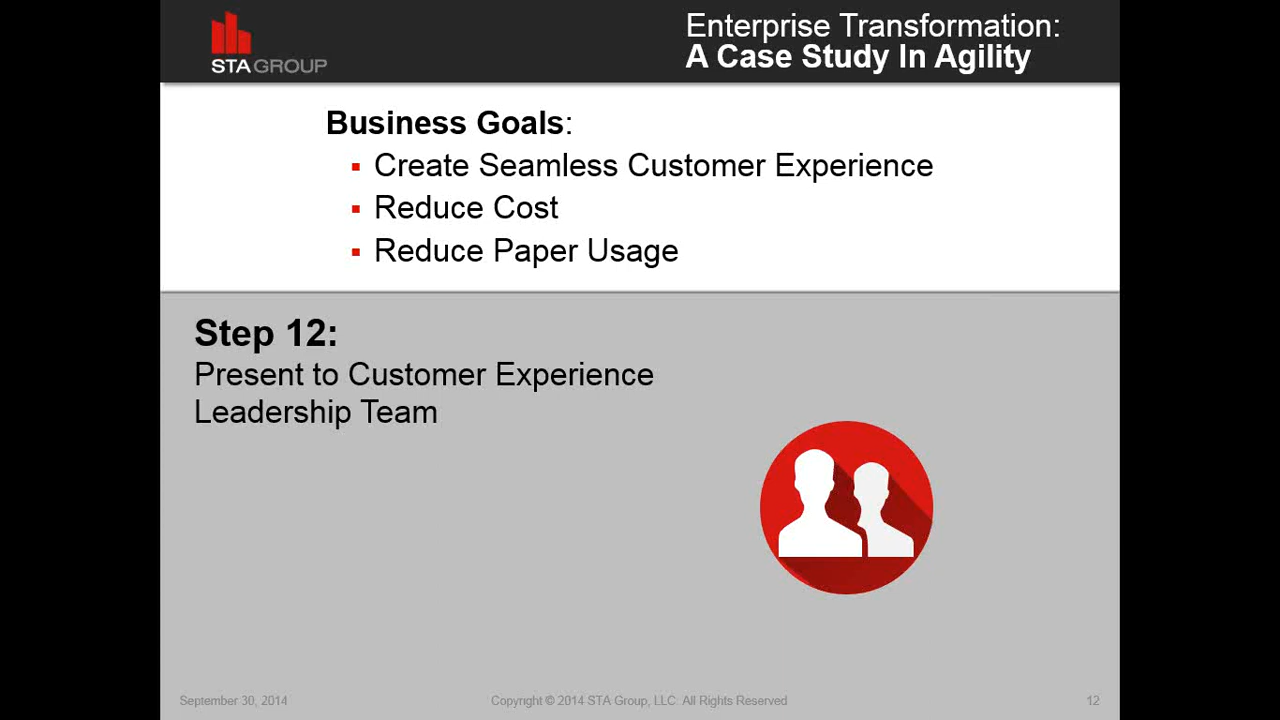 STA GROUP
Enterprise Transformation:
A Case Study In Agility
Business Goals:
▪ Create Seamless Customer Experience
▪ Reduce Cost
▪ Reduce Paper Usage
Step 12:
Present to Customer Experience
Leadership Team
September 30, 2014
Copyright © 2014 STA Group, LLC. All Rights Reserved
12